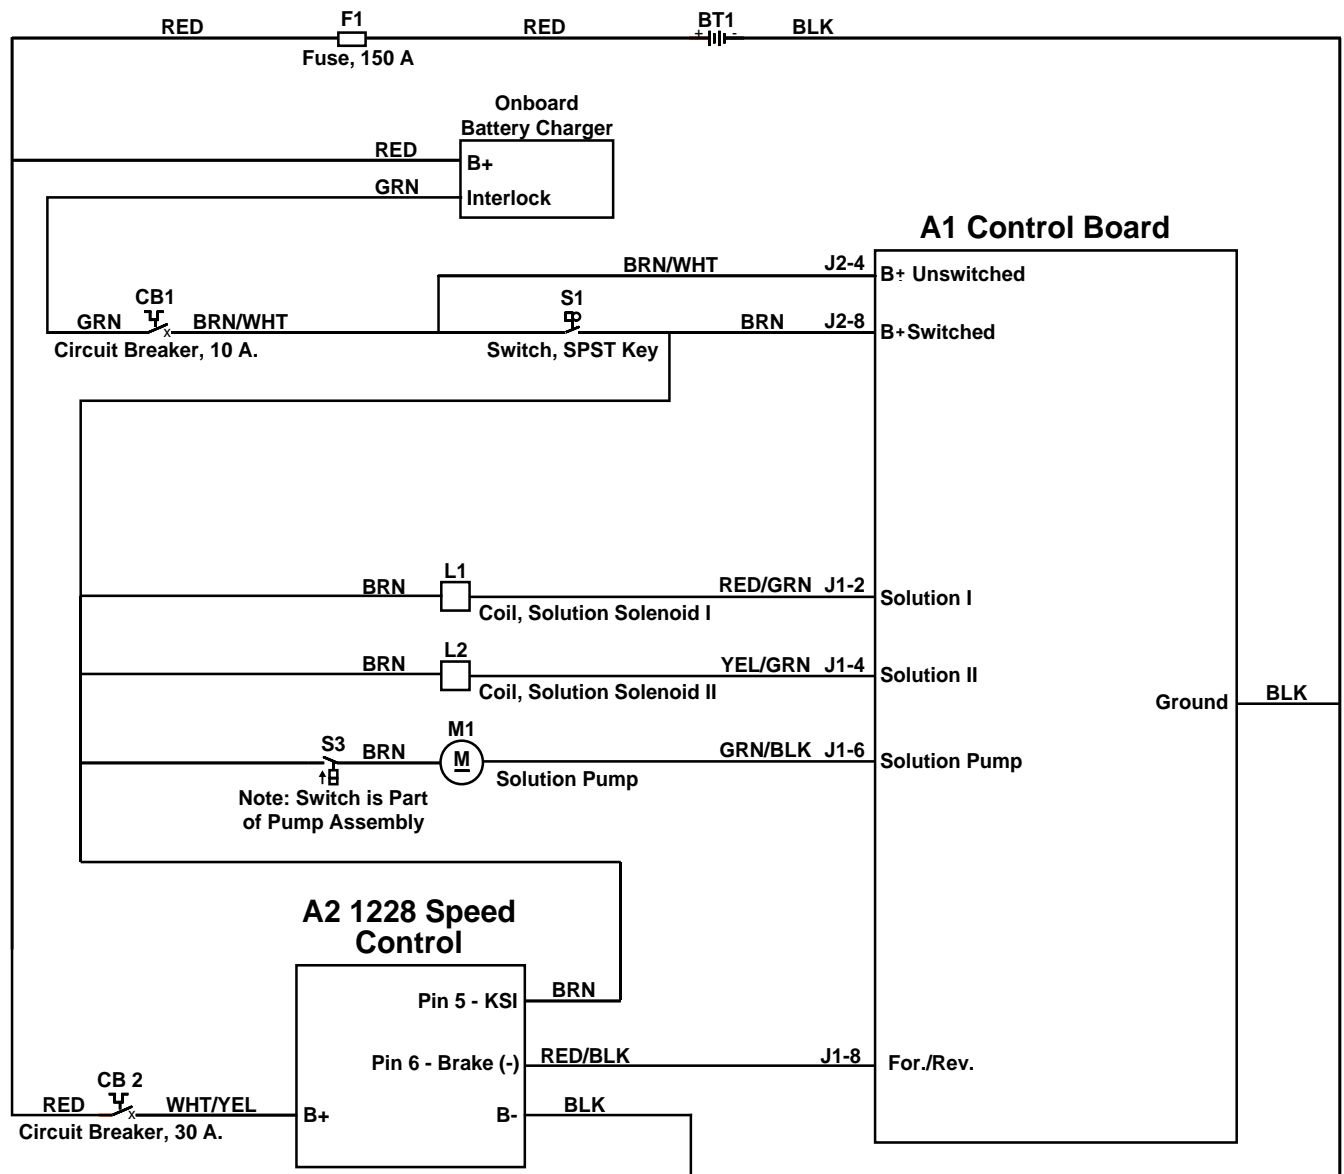 RED
F1
RED
BT1
BLK
+
-
Fuse, 150 A
Onboard
Battery Charger
RED
B+
GRN
Interlock
A1 Control Board
BRN/WHT
J2-4
B+ Unswitched
CB1
S1
GRN
x
BRN/WHT
BRN
J2-8
B+Switched
Circuit Breaker, 10 A.
Switch, SPST Key
L1
BRN
RED/GRN
J1-2
Solution I
Coil, Solution Solenoid I
L2
BRN
YEL/GRN
J1-4
Solution II
Coil, Solution Solenoid II
Ground
BLK
M1
S3
BRN
M
GRN/BLK
J1-6
Solution Pump
Solution Pump
Note: Switch is Part
of Pump Assembly
A2 1228 Speed
Control
Pin 5 - KSI
BRN
Pin 6 - Brake (-)
RED/BLK
J1-8
For./Rev.
CB 2
RED
x
WHT/YEL
B+
B-
BLK
Circuit Breaker, 30 A.